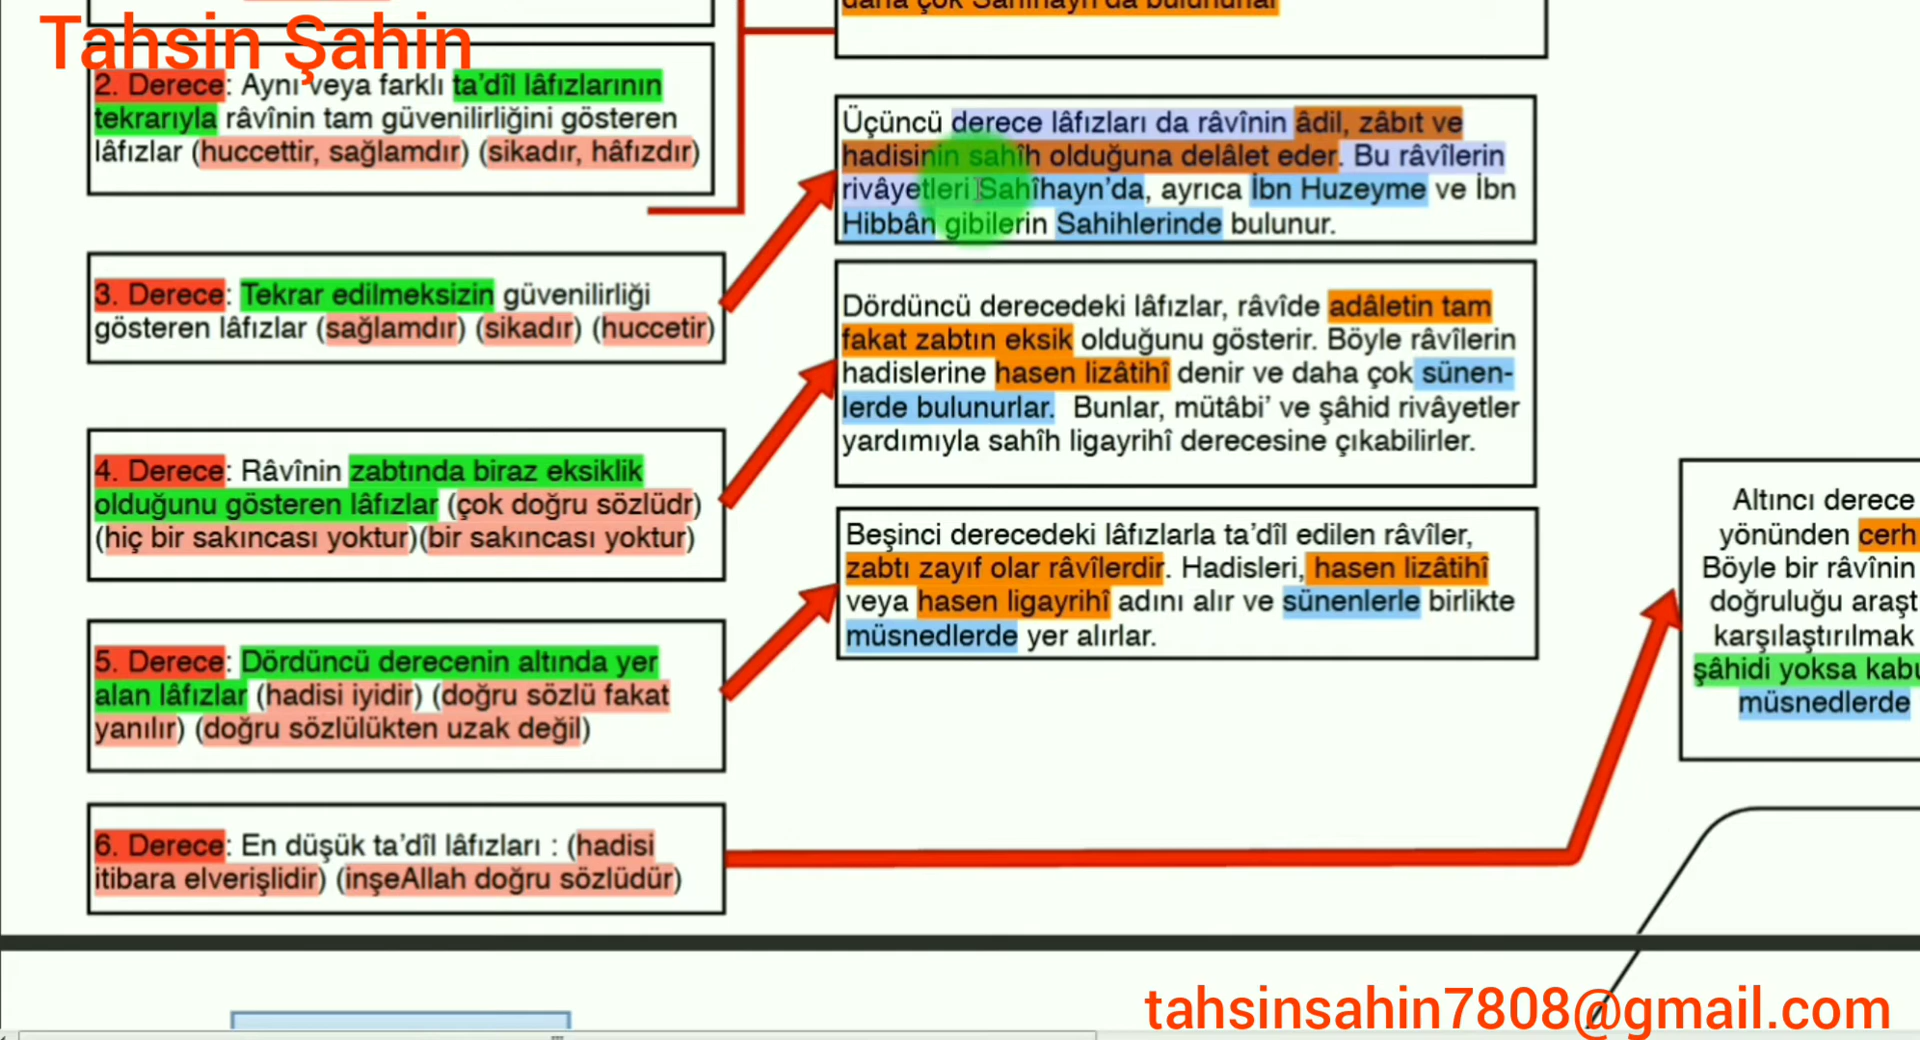 Tahsin Şahin
daha çok Sahîhayn'da bulunurlar
2. Derece: Aynı veya farklı ta'dîl lâfızlarının
tekrarıyla râvînin tam güvenilirliğini gösteren
lâfızlar (huccettir, sağlamdır) (sikadır, hâfızdır)
Üçüncü derece lâfızları da râvînin âdil, zâbıt ve
hadisinin sahîh olduğuna delâlet eder. Bu râvîlerin
rivâyetleri Sahîhayn'da, ayrıca İbn Huzeyme ve İbn
Hibbân gibilerin Sahihlerinde bulunur.
3. Derece: Tekrar edilmeksizin güvenilirliği
gösteren lâfızlar (sağlamdır) (sikadır) (huccetir)
Dördüncü derecedeki lâfızlar, râvîde adâletin tam
fakat zabtın eksik olduğunu gösterir. Böyle râvîlerin
hadislerine hasen lizâtihî denir ve daha çok sünen-
lerde bulunurlar. Bunlar, mütâbi' ve şâhid rivâyetler
yardımıyla sahîh ligayrihî derecesine çıkabilirler.
4. Derece: Râvînin zabtında biraz eksiklik
olduğunu gösteren lâfızlar (çok doğru sözlüdr)
(hiç bir sakıncası yoktur)(bir sakıncası yoktur)
Beşinci derecedeki lâfızlarla ta'dîl edilen râvîler,
zabtı zayıf olar râvîlerdir. Hadisleri, hasen lizâtihî
veya hasen ligayrihî adını alır ve sünenlerle birlikte
müsnedlerde yer alırlar.
5. Derece: Dördüncü derecenin altında yer
alan lâfızlar (hadisi iyidir) (doğru sözlü fakat
yanılır) (doğru sözlülükten uzak değil)
Altıncı derece
yönünden cerh
Böyle bir râvînin
doğruluğu araşt
karşılaştırılmak
şâhidi yoksa kabu
müsnedlerde
6. Derece: En düşük ta'dîl lâfızları : (hadisi
itibara elverişlidir) (inşeAllah doğru sözlüdür)
tahsinsahin7808@gmail.com